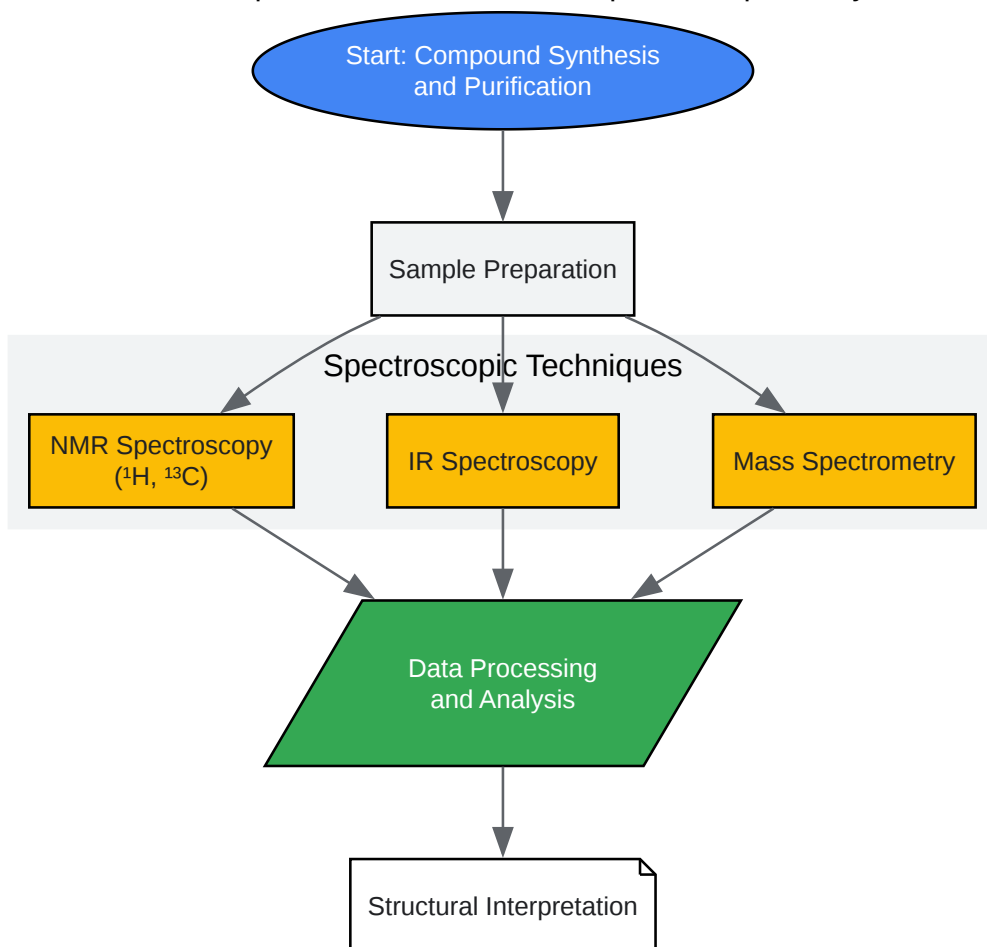 Start: Compound Synthesis
and Purification
Sample Preparation
Spectroscopic Techniques
NMR Spectroscopy
(¹H, ¹³C)
IR Spectroscopy
Mass Spectrometry
Data Processing
and Analysis
Structural Interpretation